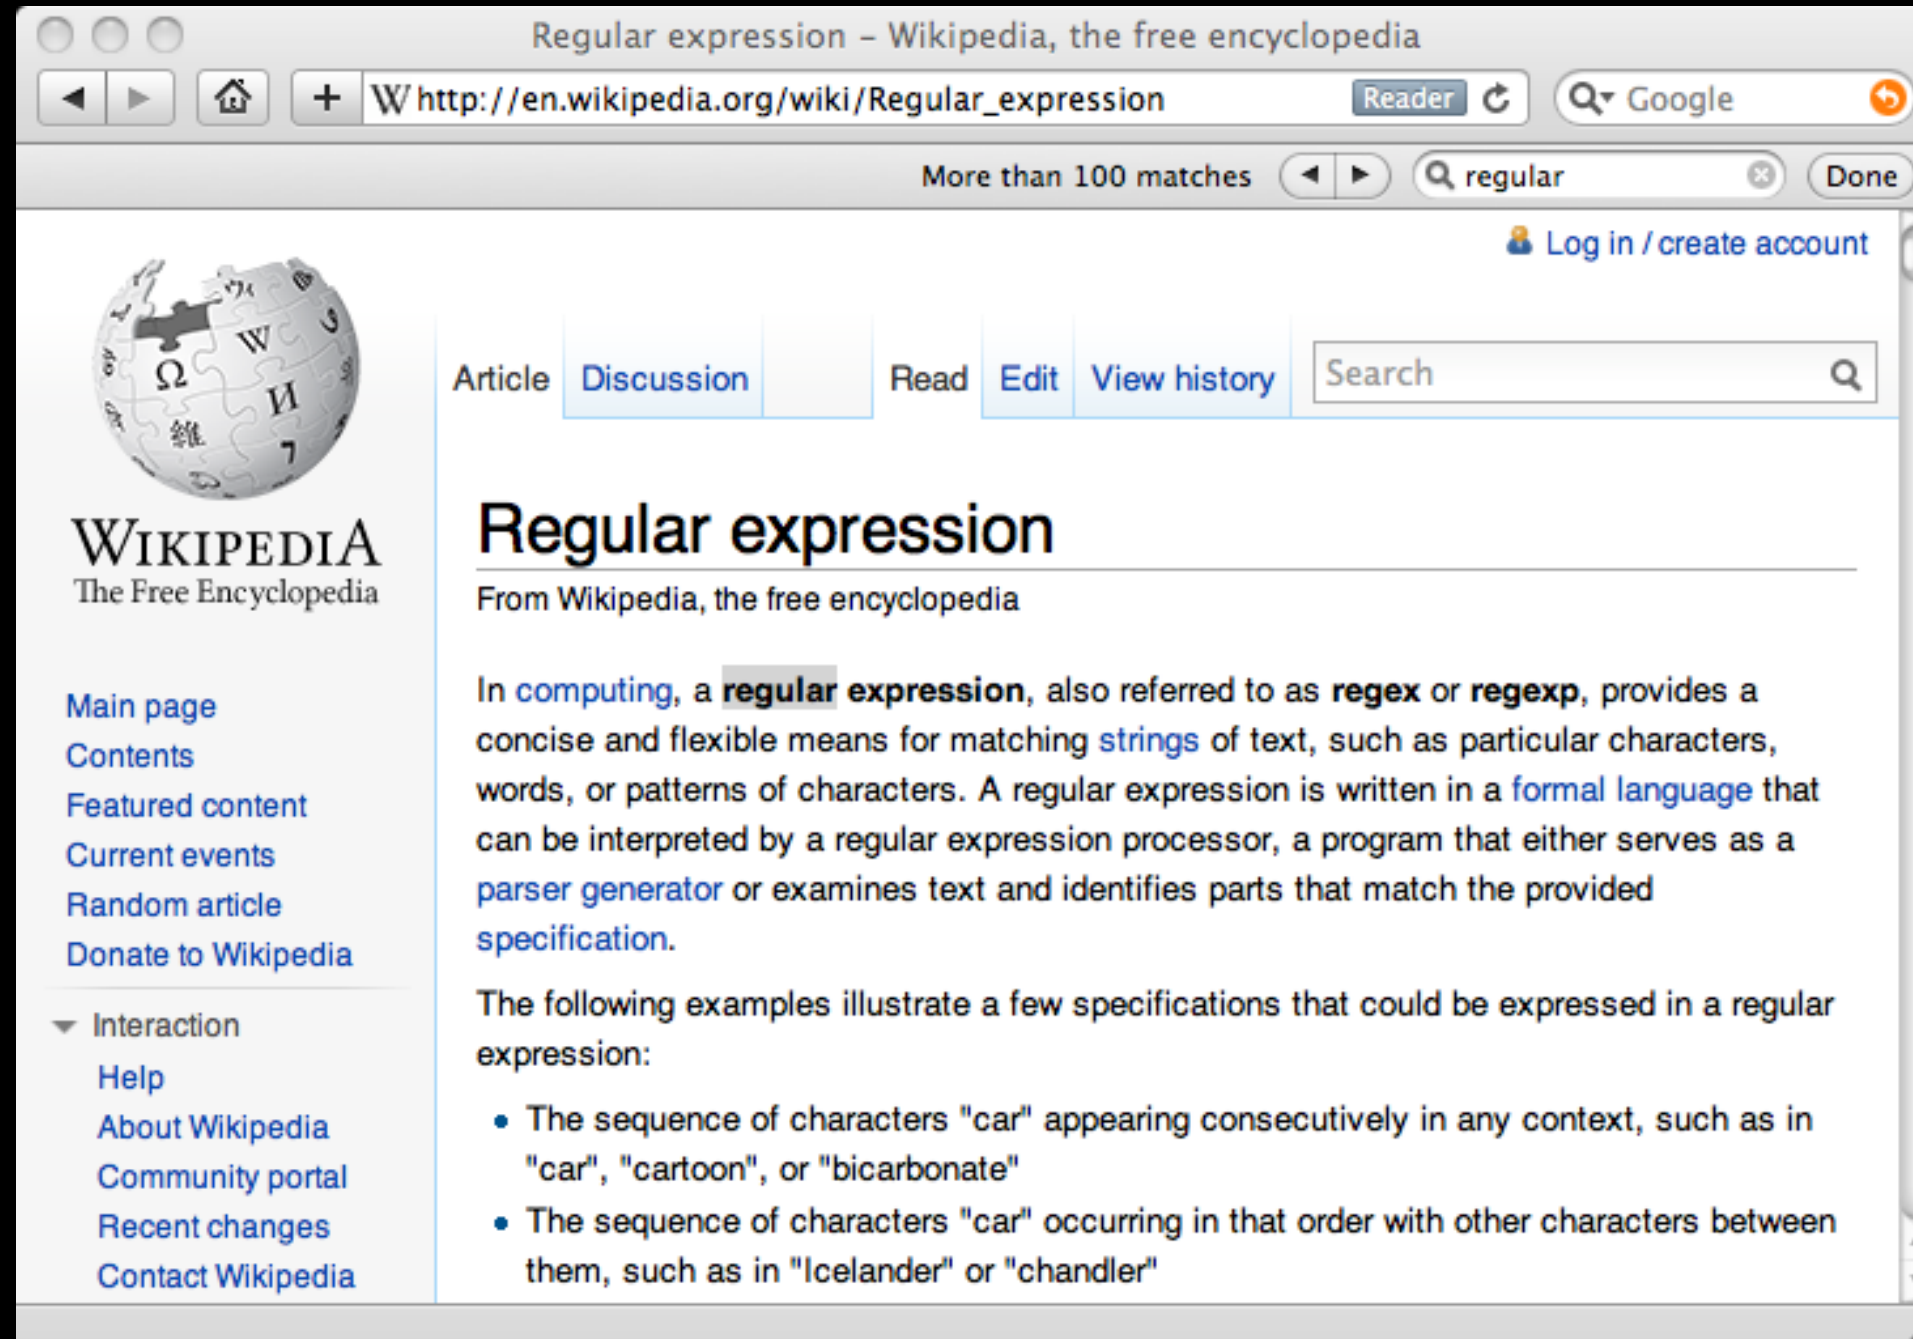 Regular expression – Wikipedia, the free encyclopedia
W http://en.wikipedia.org/wiki/Regular_expression Reader Google
More than 100 matches regular Done
Log in / create account
Article Discussion Read Edit View history Search
WIKIPEDIA
The Free Encyclopedia
Main page
Contents
Featured content
Current events
Random article
Donate to Wikipedia
Interaction
Help
About Wikipedia
Community portal
Recent changes
Contact Wikipedia
Regular expression
From Wikipedia, the free encyclopedia
In computing, a regular expression, also referred to as regex or regexp, provides a
concise and flexible means for matching strings of text, such as particular characters,
words, or patterns of characters. A regular expression is written in a formal language that
can be interpreted by a regular expression processor, a program that either serves as a
parser generator or examines text and identifies parts that match the provided
specification.
The following examples illustrate a few specifications that could be expressed in a regular
expression:
• The sequence of characters "car" appearing consecutively in any context, such as in
"car", "cartoon", or "bicarbonate"
• The sequence of characters "car" occurring in that order with other characters between
them, such as in "Icelander" or "chandler"